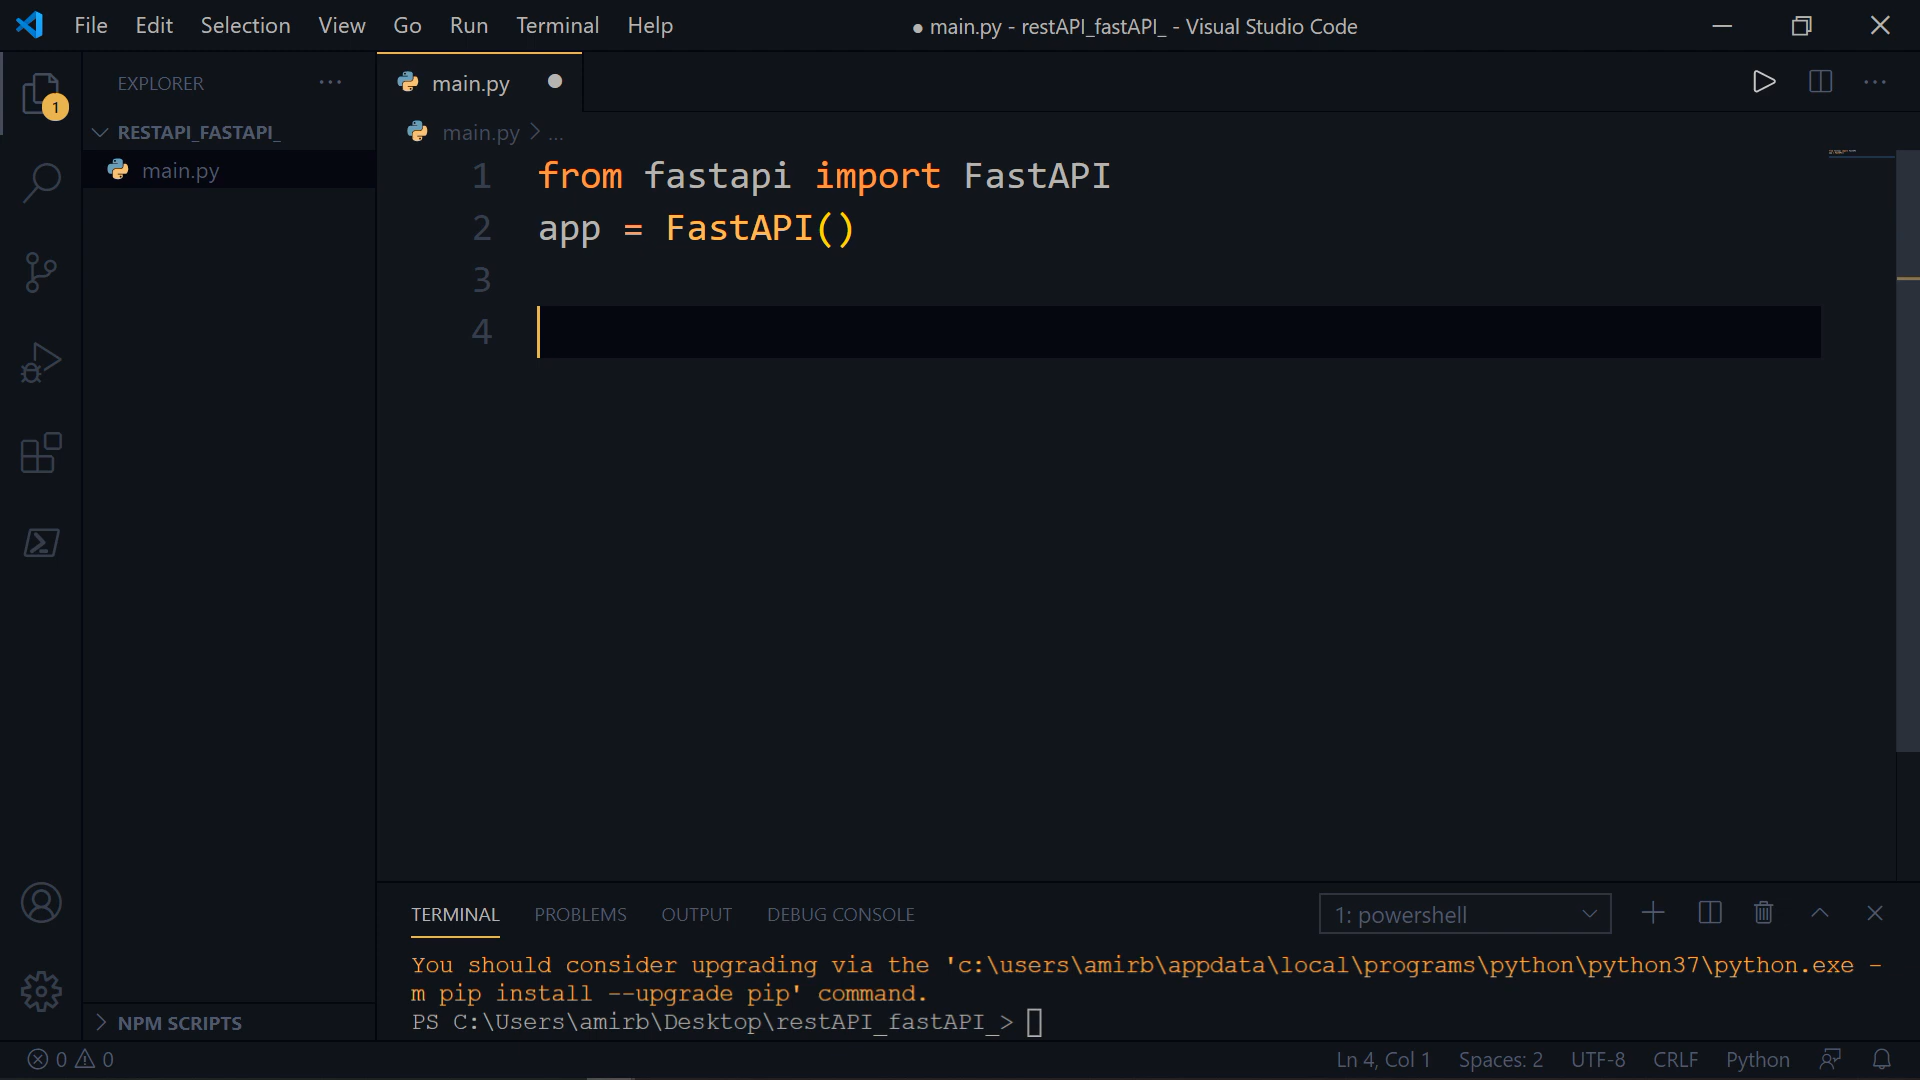 File Edit Selection View Go Run Terminal Help
● main.py - restAPI_fastAPI_ - Visual Studio Code
1
EXPLORER ...
RESTAPI_FASTAPI_
main.py
NPM SCRIPTS
main.py
main.py > ...
1 from fastapi import FastAPI
2 app = FastAPI()
3
4
TERMINAL PROBLEMS OUTPUT DEBUG CONSOLE 1: powershell
You should consider upgrading via the 'c:\users\amirb\appdata\local\programs\python\python37\python.exe -
m pip install --upgrade pip' command.
PS C:\Users\amirb\Desktop\restAPI_fastAPI_>
0 0 Ln 4, Col 1 Spaces: 2 UTF-8 CRLF Python